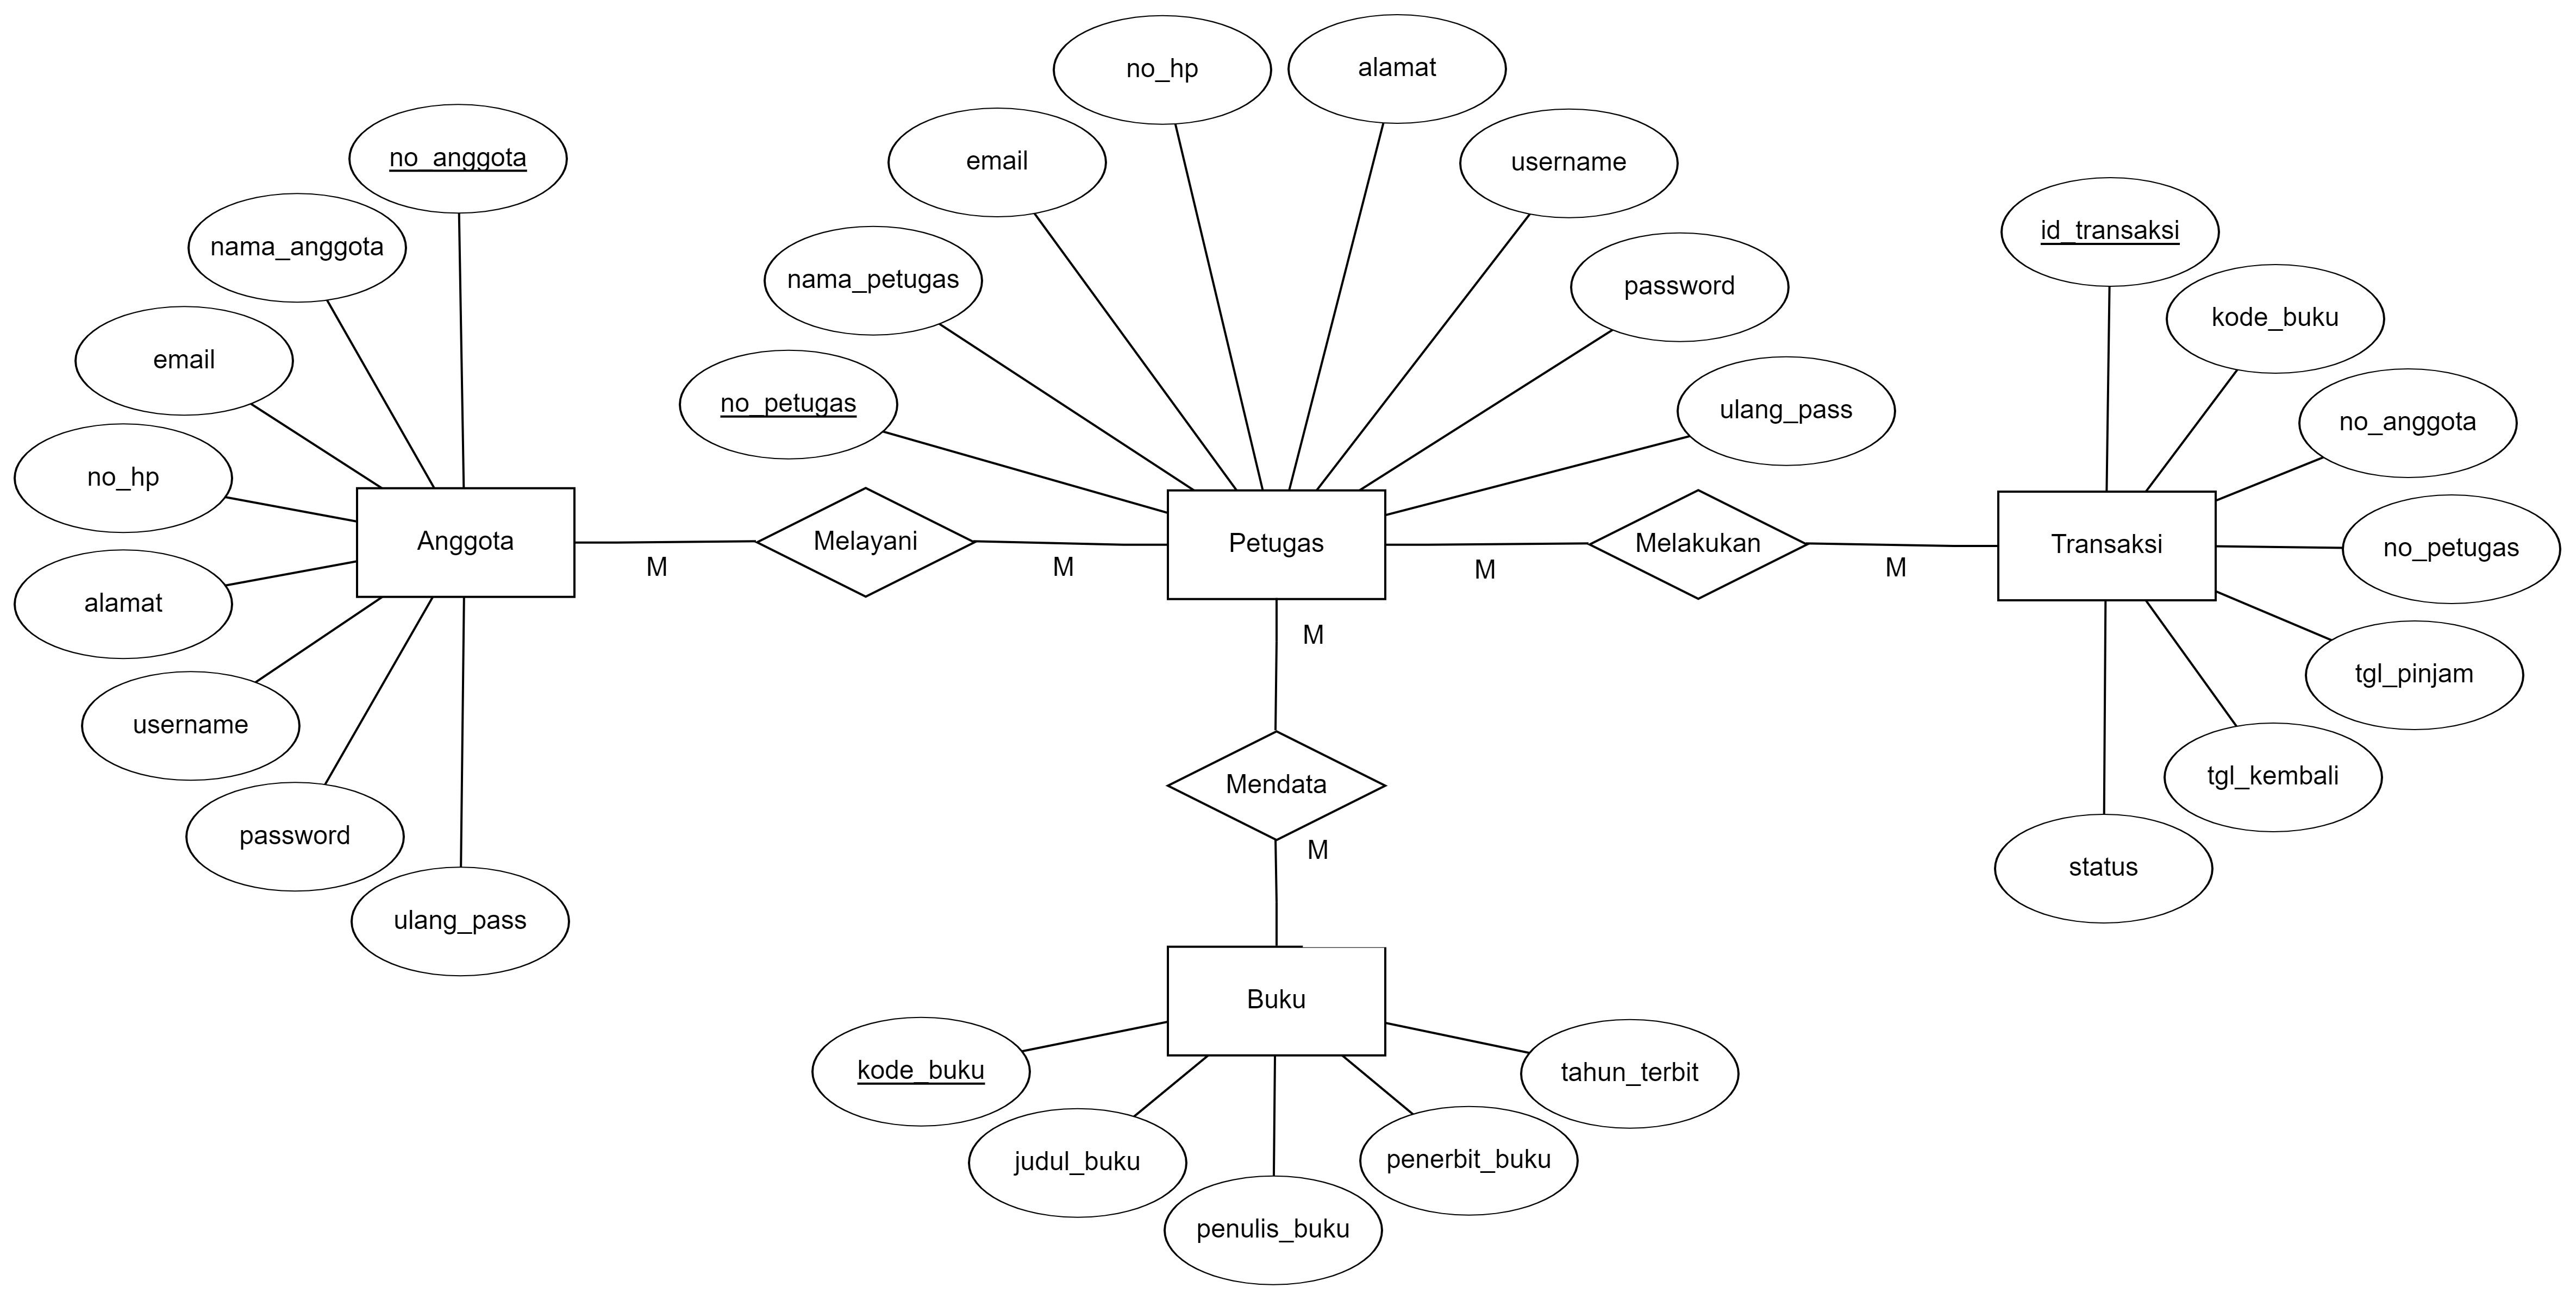 no_hp
alamat
email
username
no_anggota
nama_anggota
email
no_hp
alamat
username
password
ulang_pass
Anggota
M
Melayani
M
no_petugas
nama_petugas
password
ulang_pass
Petugas
M
Melakukan
M
Transaksi
id_transaksi
kode_buku
no_anggota
no_petugas
tgl_pinjam
tgl_kembali
status
M
Mendata
M
Buku
kode_buku
judul_buku
penulis_buku
penerbit_buku
tahun_terbit